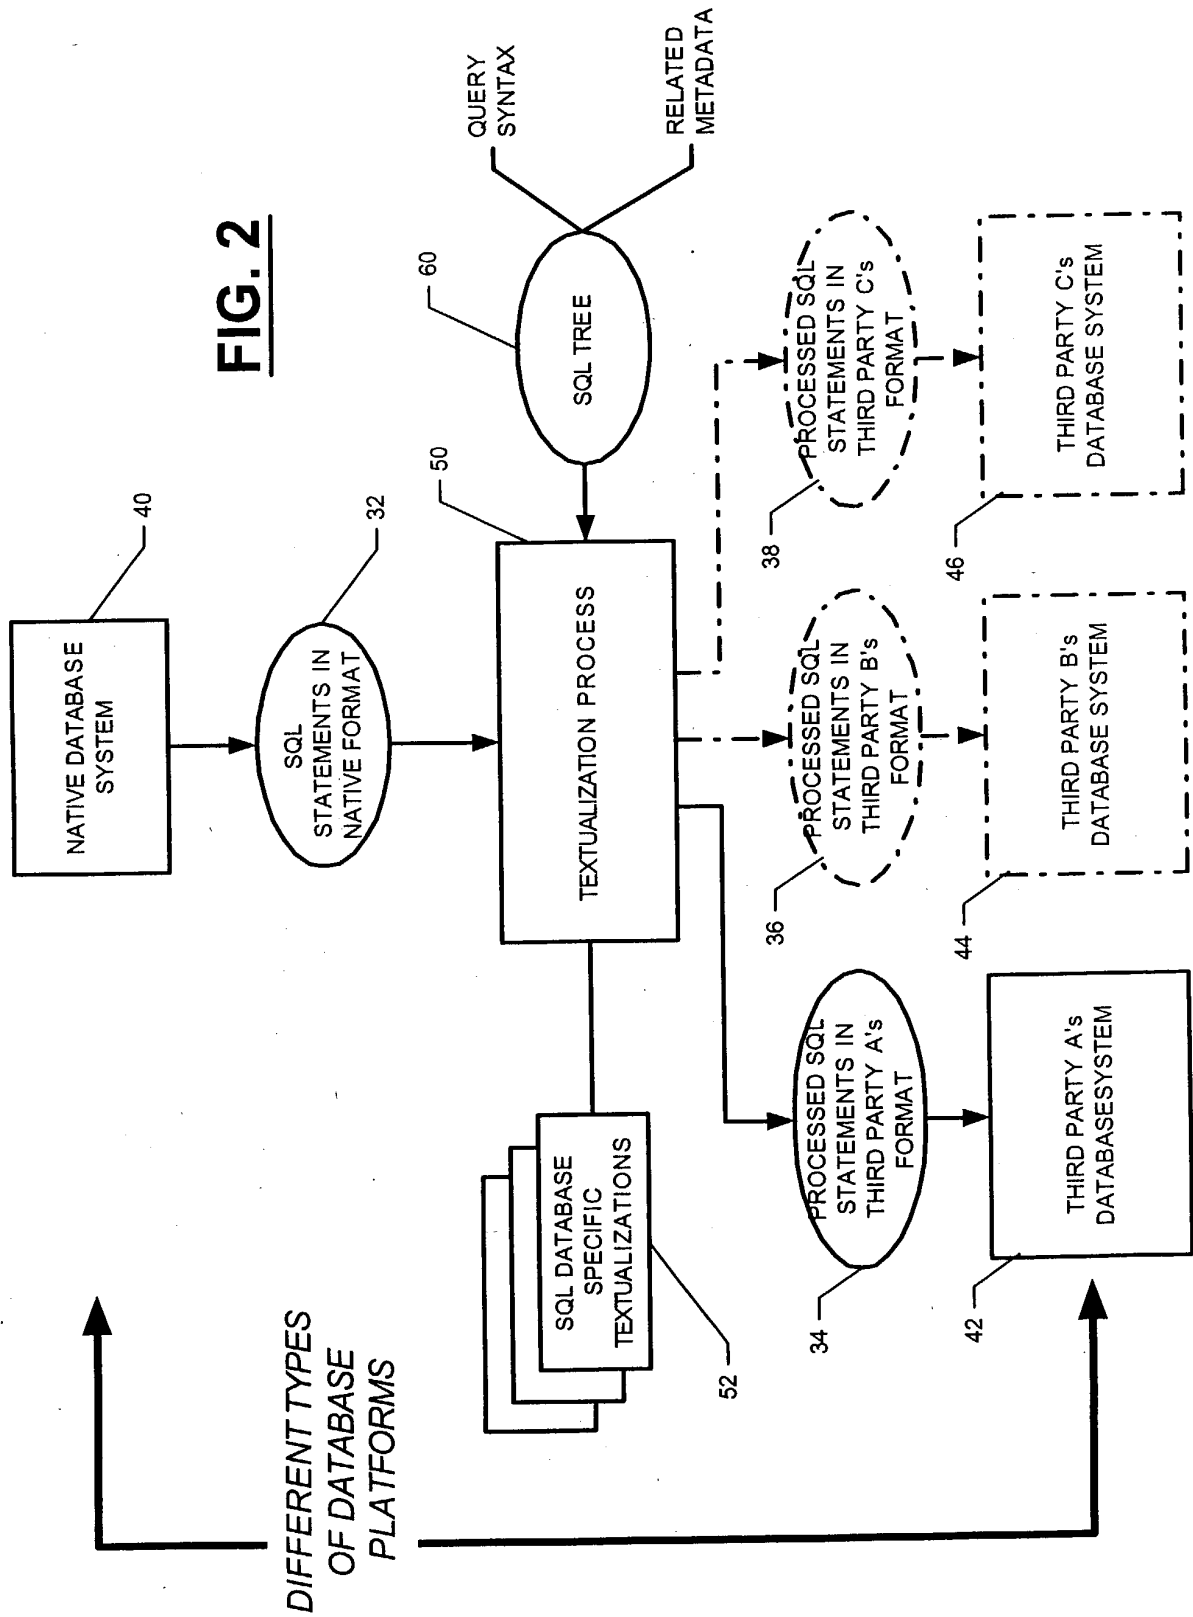 FIG. 2
NATIVE DATABASE
SYSTEM
40
SQL
STATEMENTS IN
NATIVE FORMAT
32
DIFFERENT TYPES
OF DATABASE
PLATFORMS
SQL DATABASE
SPECIFIC
TEXTUALIZATIONS
52
TEXTUALIZATION PROCESS
50
SQL TREE
60
QUERY
SYNTAX
RELATED
METADATA
PROCESSED SQL
STATEMENTS IN
THIRD PARTY A's
FORMAT
34
PROCESSED SQL
STATEMENTS IN
THIRD PARTY B's
FORMAT
36
PROCESSED SQL
STATEMENTS IN
THIRD PARTY C's
FORMAT
38
THIRD PARTY A's
DATABASESYSTEM
42
THIRD PARTY B's
DATABASE SYSTEM
44
THIRD PARTY C's
DATABASE SYSTEM
46